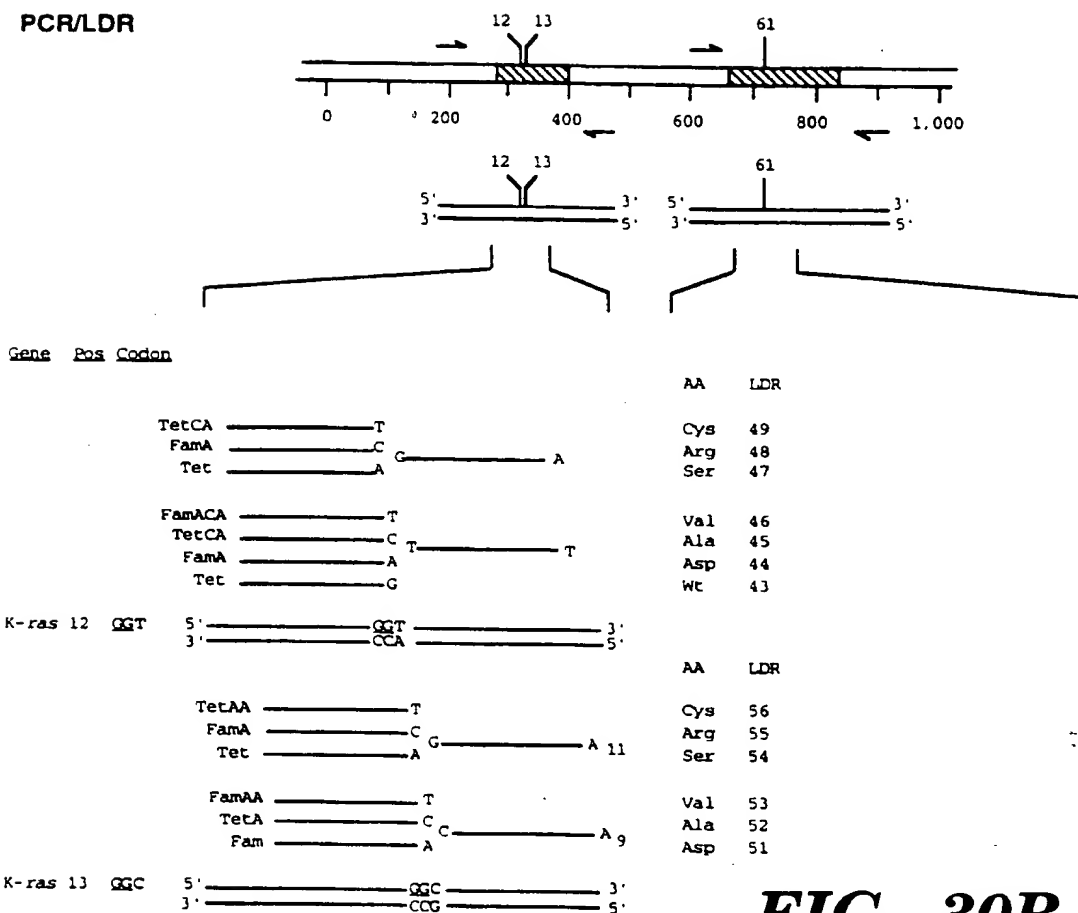 PCR/LDR
12 13 61
0 200 400 600 800 1,000
12 13 61
5' 3' 5' 3'
3' 5' 3' 5'
Gene Pos Codon
AA LDR
TetCA T Cys 49
FamA C Arg 48
G A
Tet A Ser 47
FamACA T Val 46
TetCA C Ala 45
T T
FamA A Asp 44
Tet G Wt 43
K-ras 12 GGT 5' GGT 3'
3' CCA 5'
AA LDR
TetAA T Cys 56
FamA C Arg 55
G A 11
Tet A Ser 54
FamAA T Val 53
TetA C Ala 52
C A 9
Fam A Asp 51
K-ras 13 GGC 5' GGC 3'
3' CCG 5'
FIG. 30B